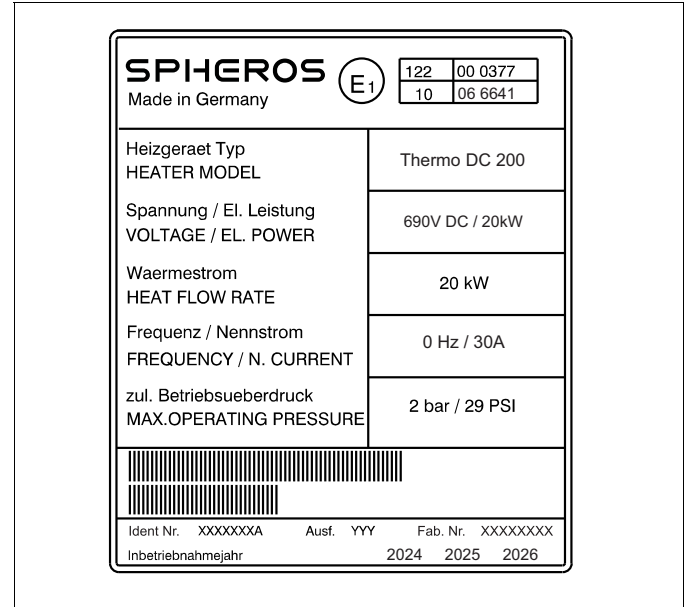 SPHEROS
Made in Germany
E1
122 00 0377
10 06 6641
Heizgeraet Typ
HEATER MODEL
Thermo DC 200
Spannung / El. Leistung
VOLTAGE / EL. POWER
690V DC / 20kW
Waermestrom
HEAT FLOW RATE
20 kW
Frequenz / Nennstrom
FREQUENCY / N. CURRENT
0 Hz / 30A
zul. Betriebsueberdruck
MAX.OPERATING PRESSURE
2 bar / 29 PSI
Ident Nr. XXXXXXXA Ausf. YYY Fab. Nr. XXXXXXXX
Inbetriebnahmejahr 2024 2025 2026